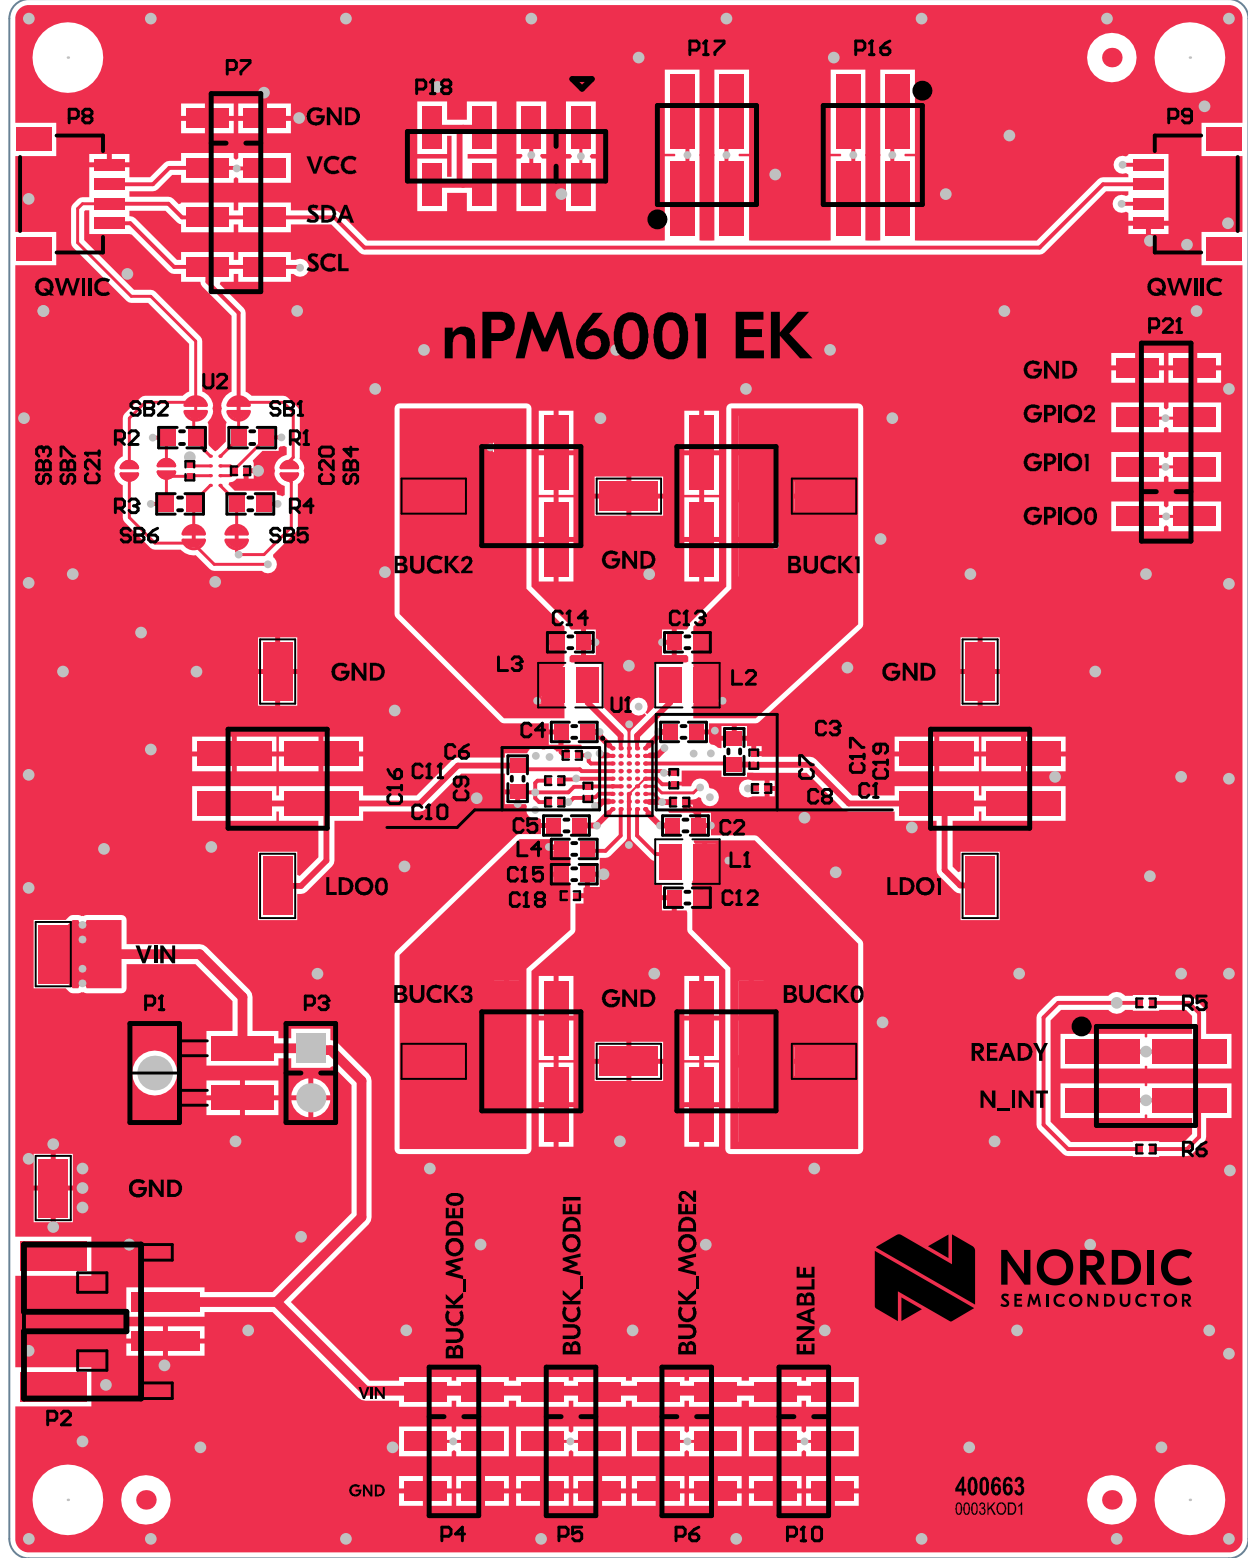 P17
P16
P7
P18
P8
GND
P9
VCC
SDA
SCL
QWIIC
QWIIC
P21
nPM6001 EK
GND
U2
SB2
SB1
GPIO2
R2
R1
SB3
SB7
C21
C20
SB4
GPIO1
R3
R4
GPIO0
SB6
SB5
BUCK2
GND
BUCK1
C14
C13
GND
L3
L2
GND
U1
C4
C3
C6
C17
C19
C7
C11
C16
C9
C1
C8
C10
C5
C2
L4
L1
C15
LDO0
LDO1
C18
C12
VIN
P1
P3
BUCK3
GND
BUCK0
R5
READY
N_INT
R6
GND
BUCK_MODE0
BUCK_MODE1
BUCK_MODE2
ENABLE
NORDIC
SEMICONDUCTOR
VIN
P2
GND
400663
0003KOD1
P4
P5
P6
P10